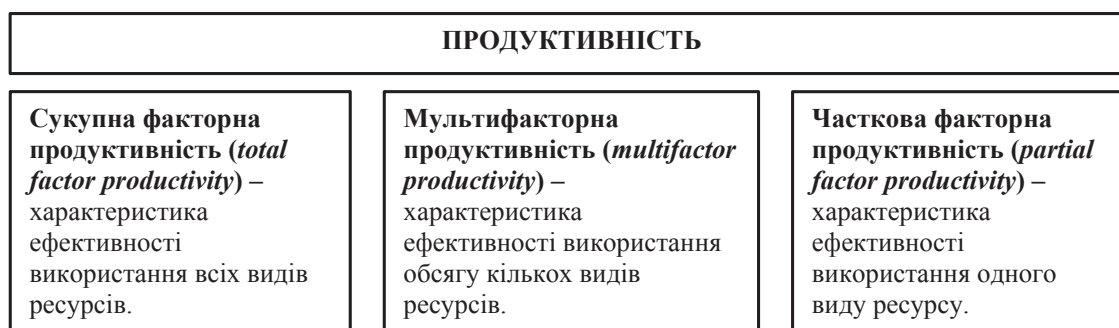 ПРОДУКТИВНІСТЬ
Сукупна факторна
продуктивність (total
factor productivity) –
характеристика
ефективності
використання всіх видів
ресурсів.
Мультифакторна
продуктивність (multifactor
productivity) –
характеристика
ефективності використання
обсягу кількох видів
ресурсів.
Часткова факторна
продуктивність (partial
factor productivity) –
характеристика
ефективності
використання одного
виду ресурсу.